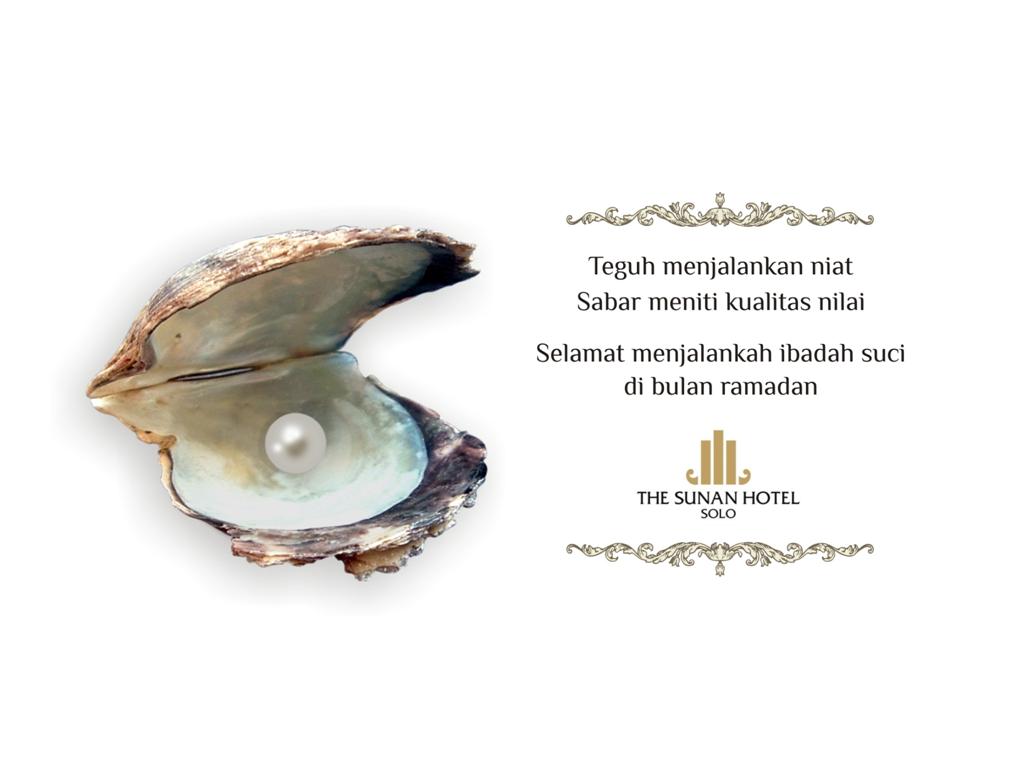 Teguh menjalankan niat
Sabar meniti kualitas nilai
Selamat menjalankah ibadah suci
di bulan ramadan
THE SUNAN HOTEL
SOLO